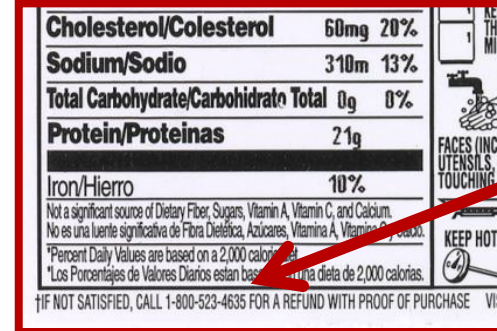 Cholesterol/Colesterol 60mg 20%
Sodium/Sodio 310m 13%
Total Carbohydrate/Carbohidrato Total 0g 0%
Protein/Proteinas 21g
Iron/Hierro 10%
Not a significant source of Dietary Fiber, Sugars, Vitamin A, Vitamin C, and Calcium.
No es una luente significativa de Fibra Dietética, Azúcares, Vitamina A, Vitamina C y Calcio.
*Percent Daily Values are based on a 2,000 calorie
*Los Porcentajes de Valores Diarios estan una dieta de 2,000 calorias.
†IF NOT SATISFIED, CALL 1-800-523-4635 FOR A REFUND WITH PROOF OF PURCHASE
FACES (INC
UTENSILS,
TOUCHING
KEEP HOT